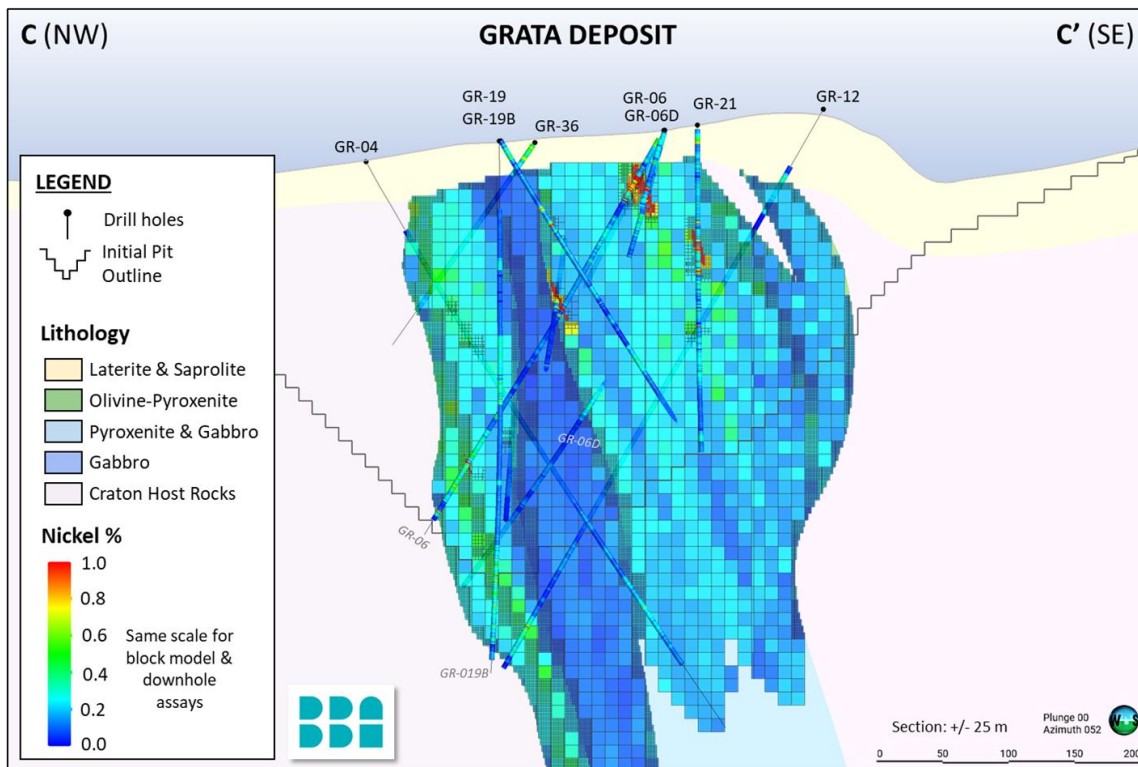 C (NW)
GRATA DEPOSIT
C' (SE)
GR-19
GR-19B
GR-36
GR-04
GR-06
GR-06D
GR-21
GR-12
LEGEND
Drill holes
Initial Pit
Outline
Lithology
Laterite & Saprolite
Olivine-Pyroxenite
Pyroxenite & Gabbro
Gabbro
Craton Host Rocks
Nickel %
1.0
0.8
0.6
0.4
0.2
0.0
Same scale for
block model &
downhole
assays
GR-06D
GR-06
GR-019B
BBA
Section: +/- 25 m
Plunge 00
Azimuth 052
W S
0 50 100 150 200